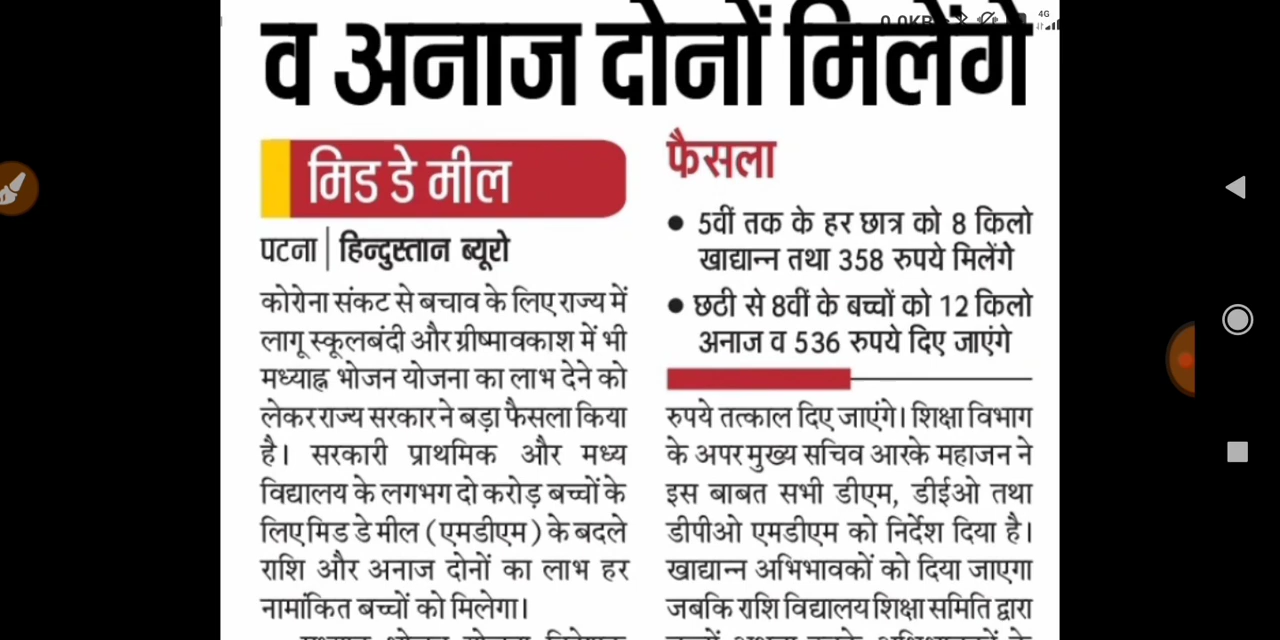 0.0KB
4G
व अनाज दोनों मिलेंगे
मिड डे मील
पटना | हिन्दुस्तान ब्यूरो
कोरोना संकट से बचाव के लिए राज्य में
लागू स्कूलबंदी और ग्रीष्मावकाश में भी
मध्याह्न भोजन योजना का लाभ देने को
लेकर राज्य सरकार ने बड़ा फैसला किया
है। सरकारी प्राथमिक और मध्य
विद्यालय के लगभग दो करोड़ बच्चों के
लिए मिड डे मील (एमडीएम) के बदले
राशि और अनाज दोनों का लाभ हर
नामांकित बच्चों को मिलेगा।
फैसला
● 5वीं तक के हर छात्र को 8 किलो
खाद्यान्न तथा 358 रुपये मिलेंगे
● छठी से 8वीं के बच्चों को 12 किलो
अनाज व 536 रुपये दिए जाएंगे
रुपये तत्काल दिए जाएंगे। शिक्षा विभाग
के अपर मुख्य सचिव आरके महाजन ने
इस बाबत सभी डीएम, डीईओ तथा
डीपीओ एमडीएम को निर्देश दिया है।
खाद्यान्न अभिभावकों को दिया जाएगा
जबकि राशि विद्यालय शिक्षा समिति द्वारा